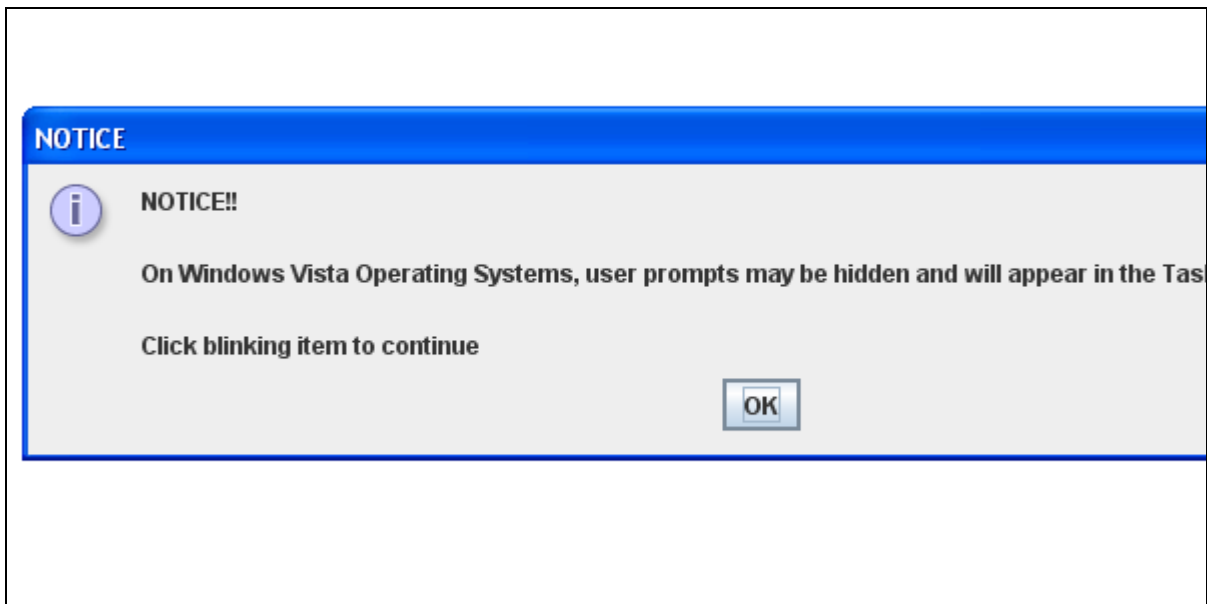 NOTICE
NOTICE!!
On Windows Vista Operating Systems, user prompts may be hidden and will appear in the
Click blinking item to continue
OK